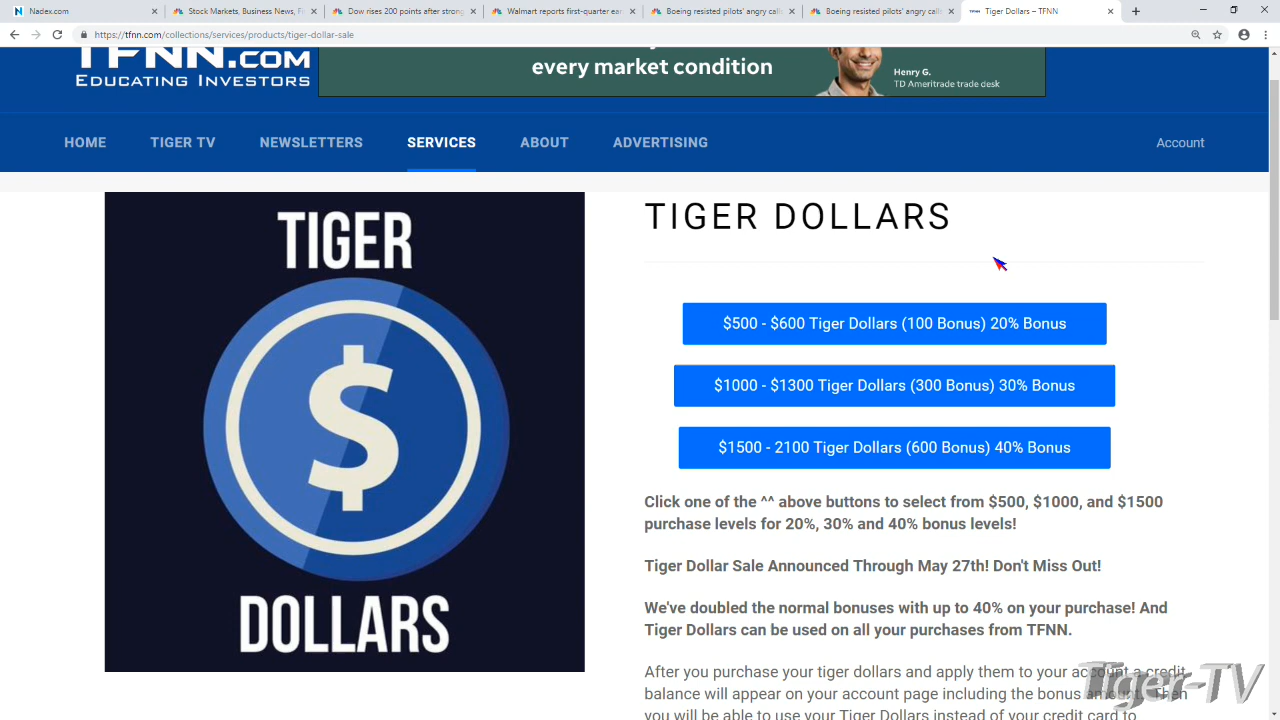 Nadex.com
Stock Markets, Business News, Fi
Dow rises 200 points after strong
Walmart reports first-quarter ear
Boeing resisted pilots' angry call
Boeing resisted pilots' angry call
Tiger Dollars – TFNN
https://tfnn.com/collections/services/products/tiger-dollar-sale
TFNN.COM
EDUCATING INVESTORS
every market condition
Henry G.
TD Ameritrade trade desk
HOME TIGER TV NEWSLETTERS SERVICES ABOUT ADVERTISING Account
TIGER
$
DOLLARS
TIGER DOLLARS
$500 - $600 Tiger Dollars (100 Bonus) 20% Bonus
$1000 - $1300 Tiger Dollars (300 Bonus) 30% Bonus
$1500 - 2100 Tiger Dollars (600 Bonus) 40% Bonus
Click one of the ^^ above buttons to select from $500, $1000, and $1500
purchase levels for 20%, 30% and 40% bonus levels!
Tiger Dollar Sale Announced Through May 27th! Don't Miss Out!
We've doubled the normal bonuses with up to 40% on your purchase! And
Tiger Dollars can be used on all your purchases from TFNN.
After you purchase your tiger dollars and apply them to your account a credit
balance will appear on your account page including the bonus amount. Then
you will be able to use your Tiger Dollars instead of your credit card to
Tiger-TV